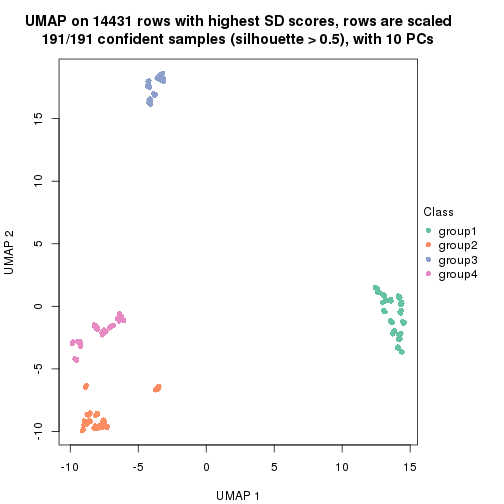 UMAP on 14431 rows with highest SD scores, rows are scaled
191/191 confident samples (silhouette > 0.5), with 10 PCs
UMAP 2
15
10
5
0
-5
-10
-10
-5
0
5
10
15
UMAP 1
Class
group1
group2
group3
group4